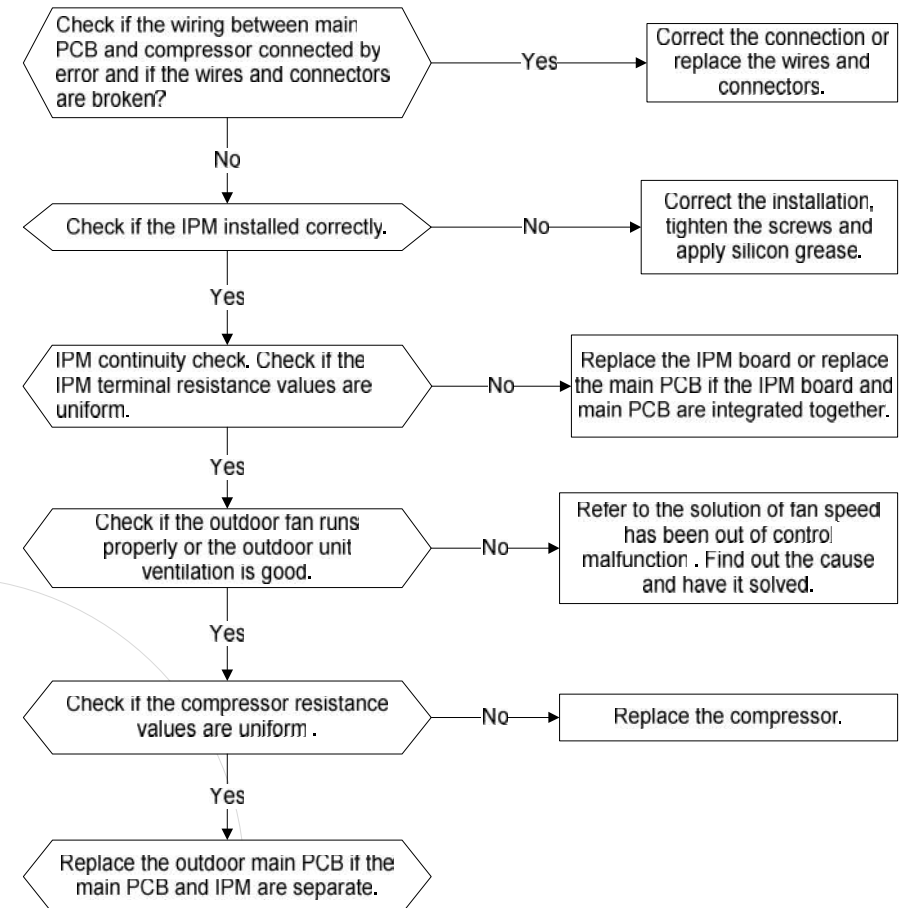 Check if the wiring between main
PCB and compressor connected by
error and if the wires and connectors
are broken?
Yes
Correct the connection or
replace the wires and
connectors.
No
Check if the IPM installed correctly.
No
Correct the installation,
tighten the screws and
apply silicon grease.
Yes
IPM continuity check. Check if the
IPM terminal resistance values are
uniform.
No
Replace the IPM board or replace
the main PCB if the IPM board and
main PCB are integrated together.
Yes
Check if the outdoor fan runs
properly or the outdoor unit
ventilation is good.
No
Refer to the solution of fan speed
has been out of control
malfunction . Find out the cause
and have it solved.
Yes
Check if the compressor resistance
values are uniform .
No
Replace the compressor.
Yes
Replace the outdoor main PCB if the
main PCB and IPM are separate.